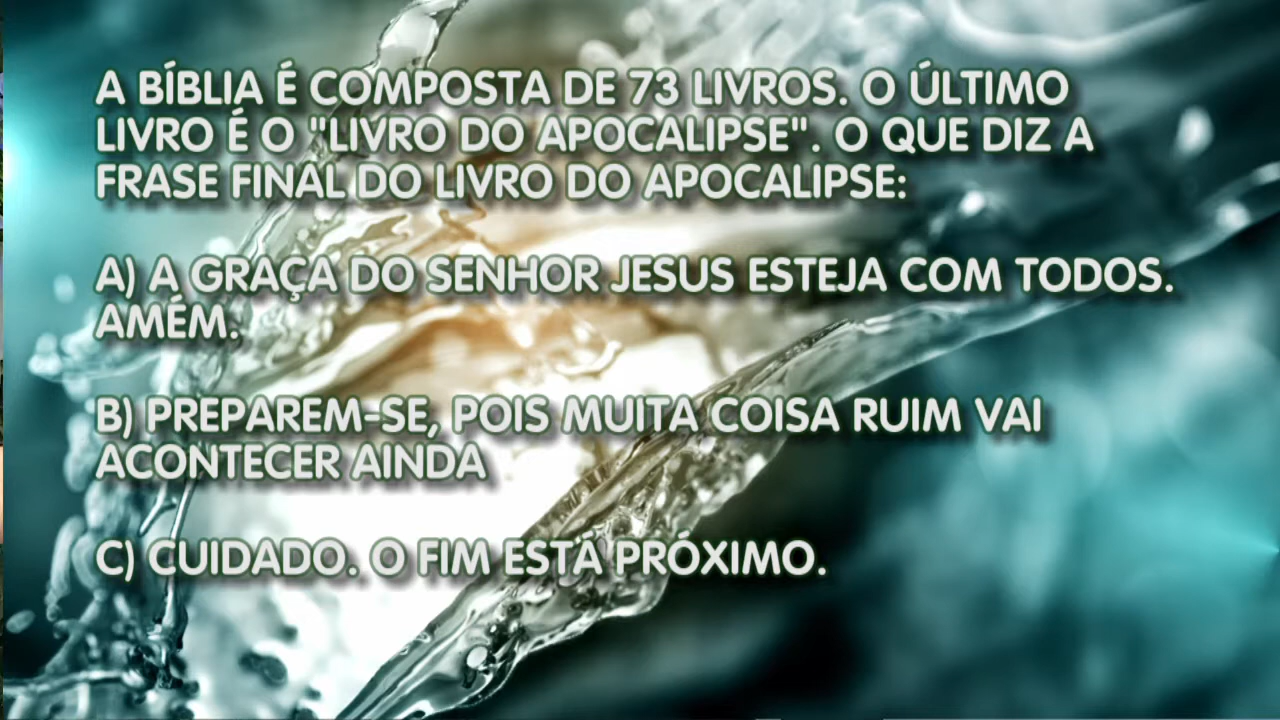 A BÍBLIA É COMPOSTA DE 73 LIVROS. O ÚLTIMO
LIVRO É O "LIVRO DO APOCALIPSE". O QUE DIZ A
FRASE FINAL DO LIVRO DO APOCALIPSE:
A) A GRAÇA DO SENHOR JESUS ESTEJA COM TODOS.
AMÉM.
B) PREPAREM-SE, POIS MUITA COISA RUIM VAI
ACONTECER AINDA
C) CUIDADO. O FIM ESTÁ PRÓXIMO.